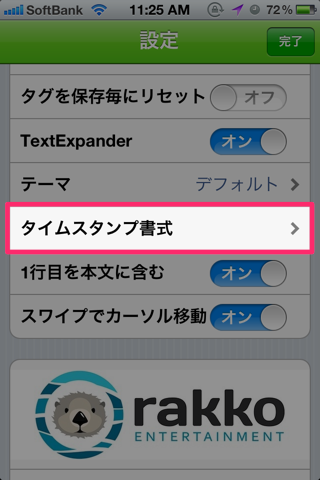 SoftBank 11:25 AM 72%
設定
完了
タグを保存毎にリセット オフ
TextExpander オン
テーマ デフォルト
タイムスタンプ書式
1行目を本文に含む オン
スワイプでカーソル移動 オン
rakko
ENTERTAINMENT